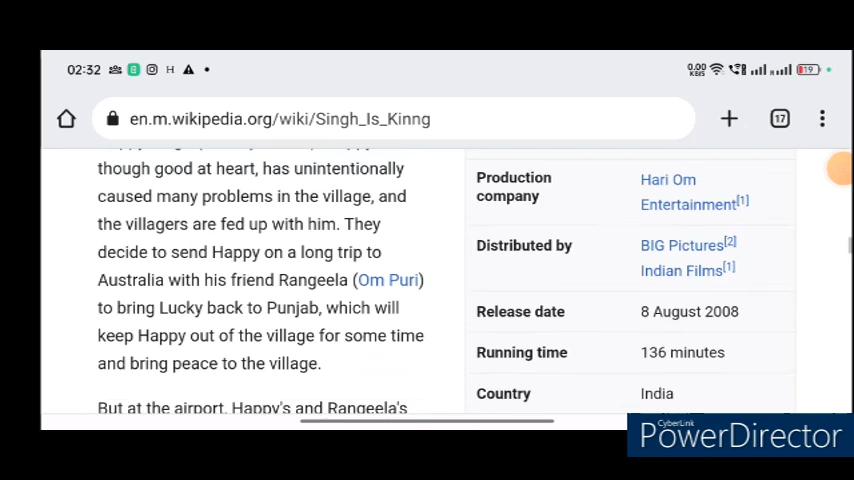 02:32 H
0.00 KB/S 19
en.m.wikipedia.org/wiki/Singh_Is_Kinng 17
though good at heart, has unintentionally
caused many problems in the village, and
the villagers are fed up with him. They
decide to send Happy on a long trip to
Australia with his friend Rangeela (Om Puri)
to bring Lucky back to Punjab, which will
keep Happy out of the village for some time
and bring peace to the village.
But at the airport, Happy's and Rangeela's
Production company
Hari Om
Entertainment[1]
Distributed by
BIG Pictures[2]
Indian Films[1]
Release date 8 August 2008
Running time 136 minutes
Country India
CyberLink
PowerDirector